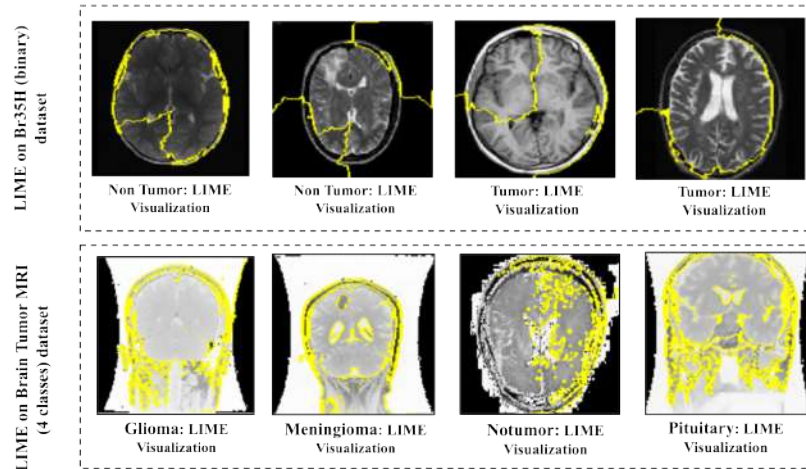 LIME on Br35H (binary)
dataset
Non Tumor: LIME
Visualization
Non Tumor: LIME
Visualization
Tumor: LIME
Visualization
Tumor: LIME
Visualization
LIME on Brain Tumor MRI
(4 classes) dataset
Glioma: LIME
Visualization
Meningioma: LIME
Visualization
Notumor: LIME
Visualization
Pituitary: LIME
Visualization